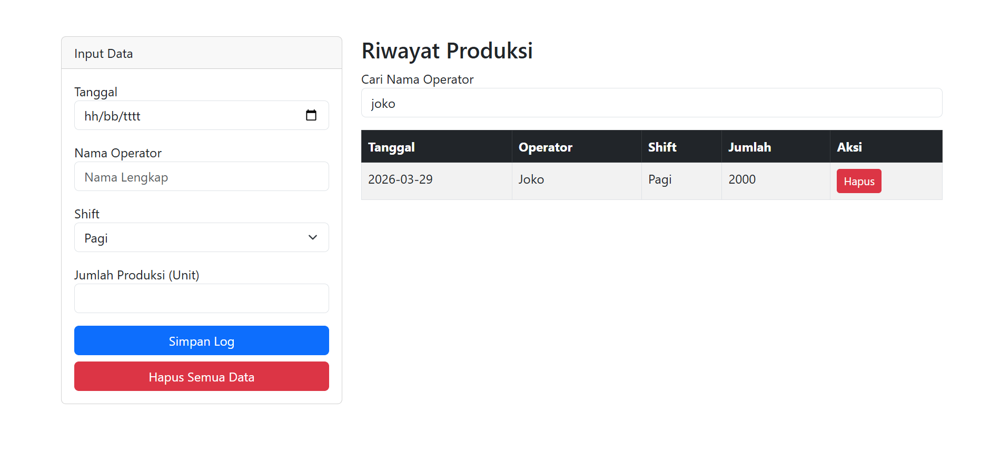 Input Data
Tanggal
hh/bb/tttt
Nama Operator
Nama Lengkap
Shift
Pagi
Jumlah Produksi (Unit)
Simpan Log
Hapus Semua Data
Riwayat Produksi
Cari Nama Operator
joko
Tanggal Operator Shift Jumlah Aksi
2026-03-29 Joko Pagi 2000 Hapus